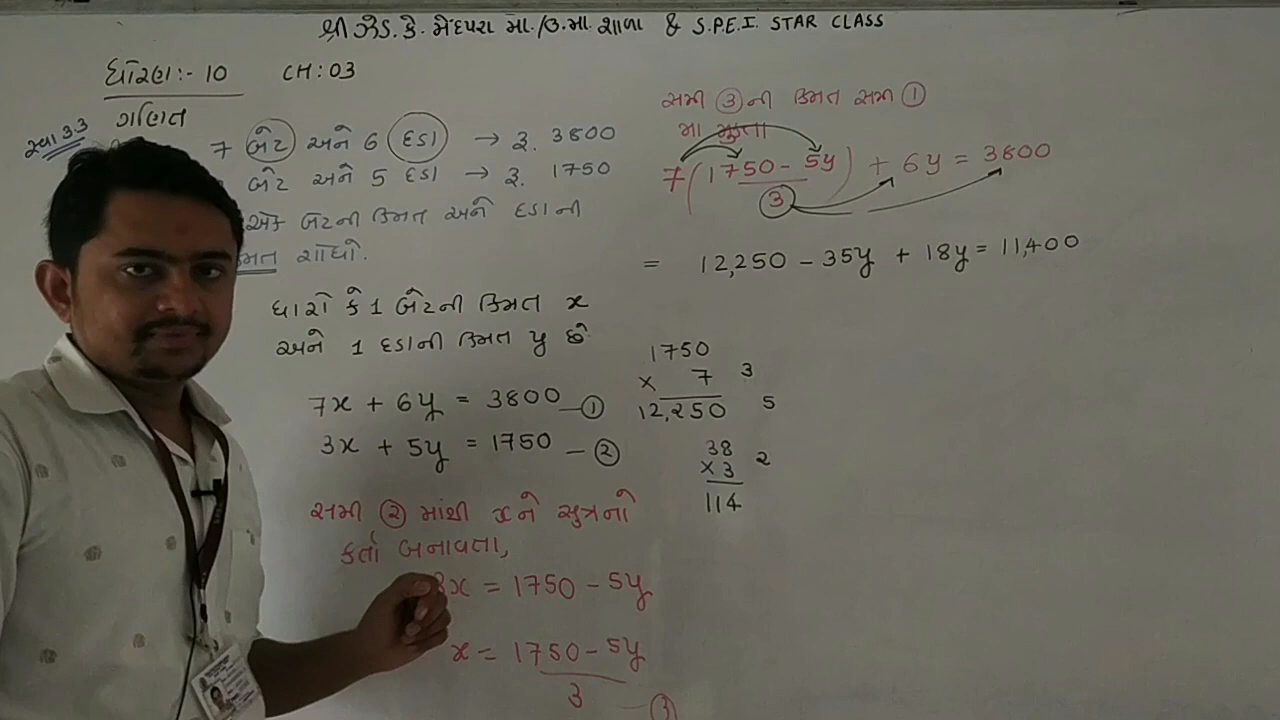 શ્રી જે.કે. મેંદપરા મા./ઉ.મા. શાળા & S.P.E.I. STAR CLASS
ધોરણ:- 10 CH: 03
ગણિત
સ્વા 3.3
7 બેટ અને 6 દડા → રૂ. 3800
બેટ અને 5 દડા → રૂ. 1750
એક બેટની કિંમત અને દડાની
મત શોધો.
ધારો કે 1 બેટની કિંમત x
અને 1 દડાની કિંમત y છે
7x + 6y = 3800 — ①
3x + 5y = 1750 — ②
સમી ② માંથી x ને સુત્રનો
કર્તા બનાવતા,
3x = 1750 - 5y
x = 1750 - 5y
3 — ③
સમી ③ ની કિંમત સમી ①
માં મુકતા
7(1750 - 5y) + 6y = 3800
3
= 12,250 - 35y + 18y = 11,400
1750
× 7 3
12,250 5
38
× 3 2
114